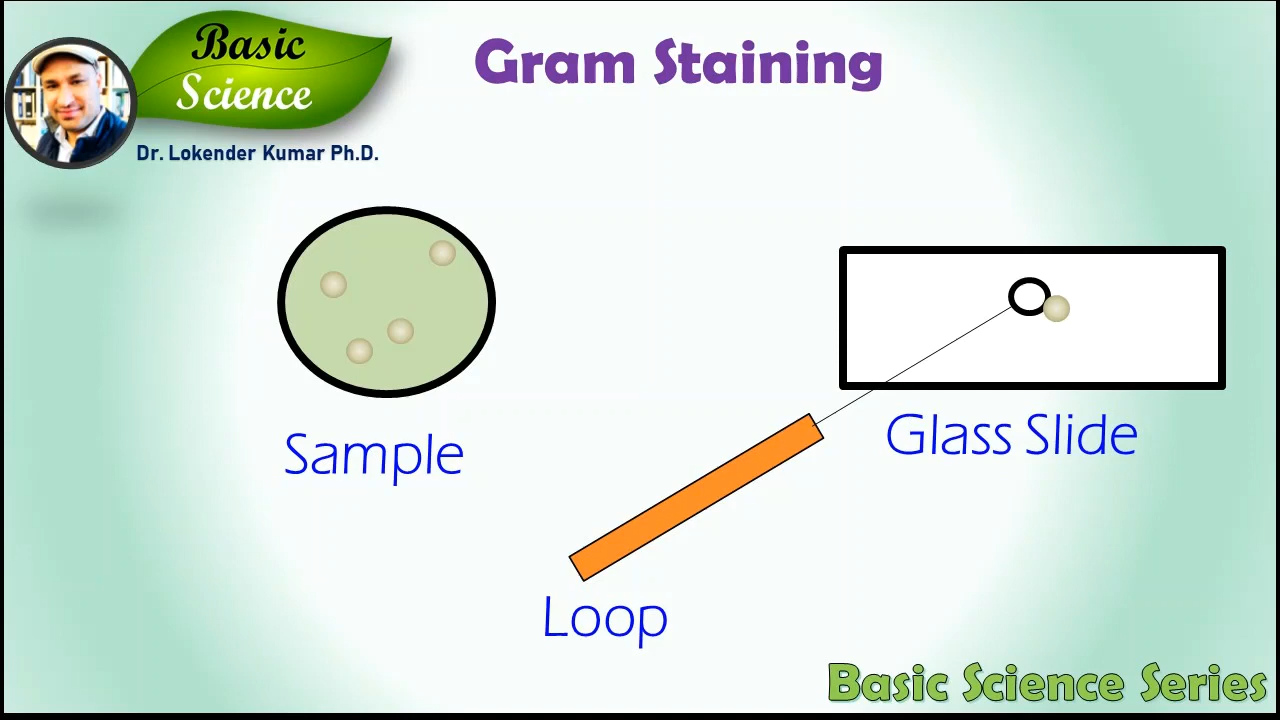 Basic
Science
Dr. Lokender Kumar Ph.D.
Gram Staining
Sample
Glass Slide
Loop
Basic Science Series